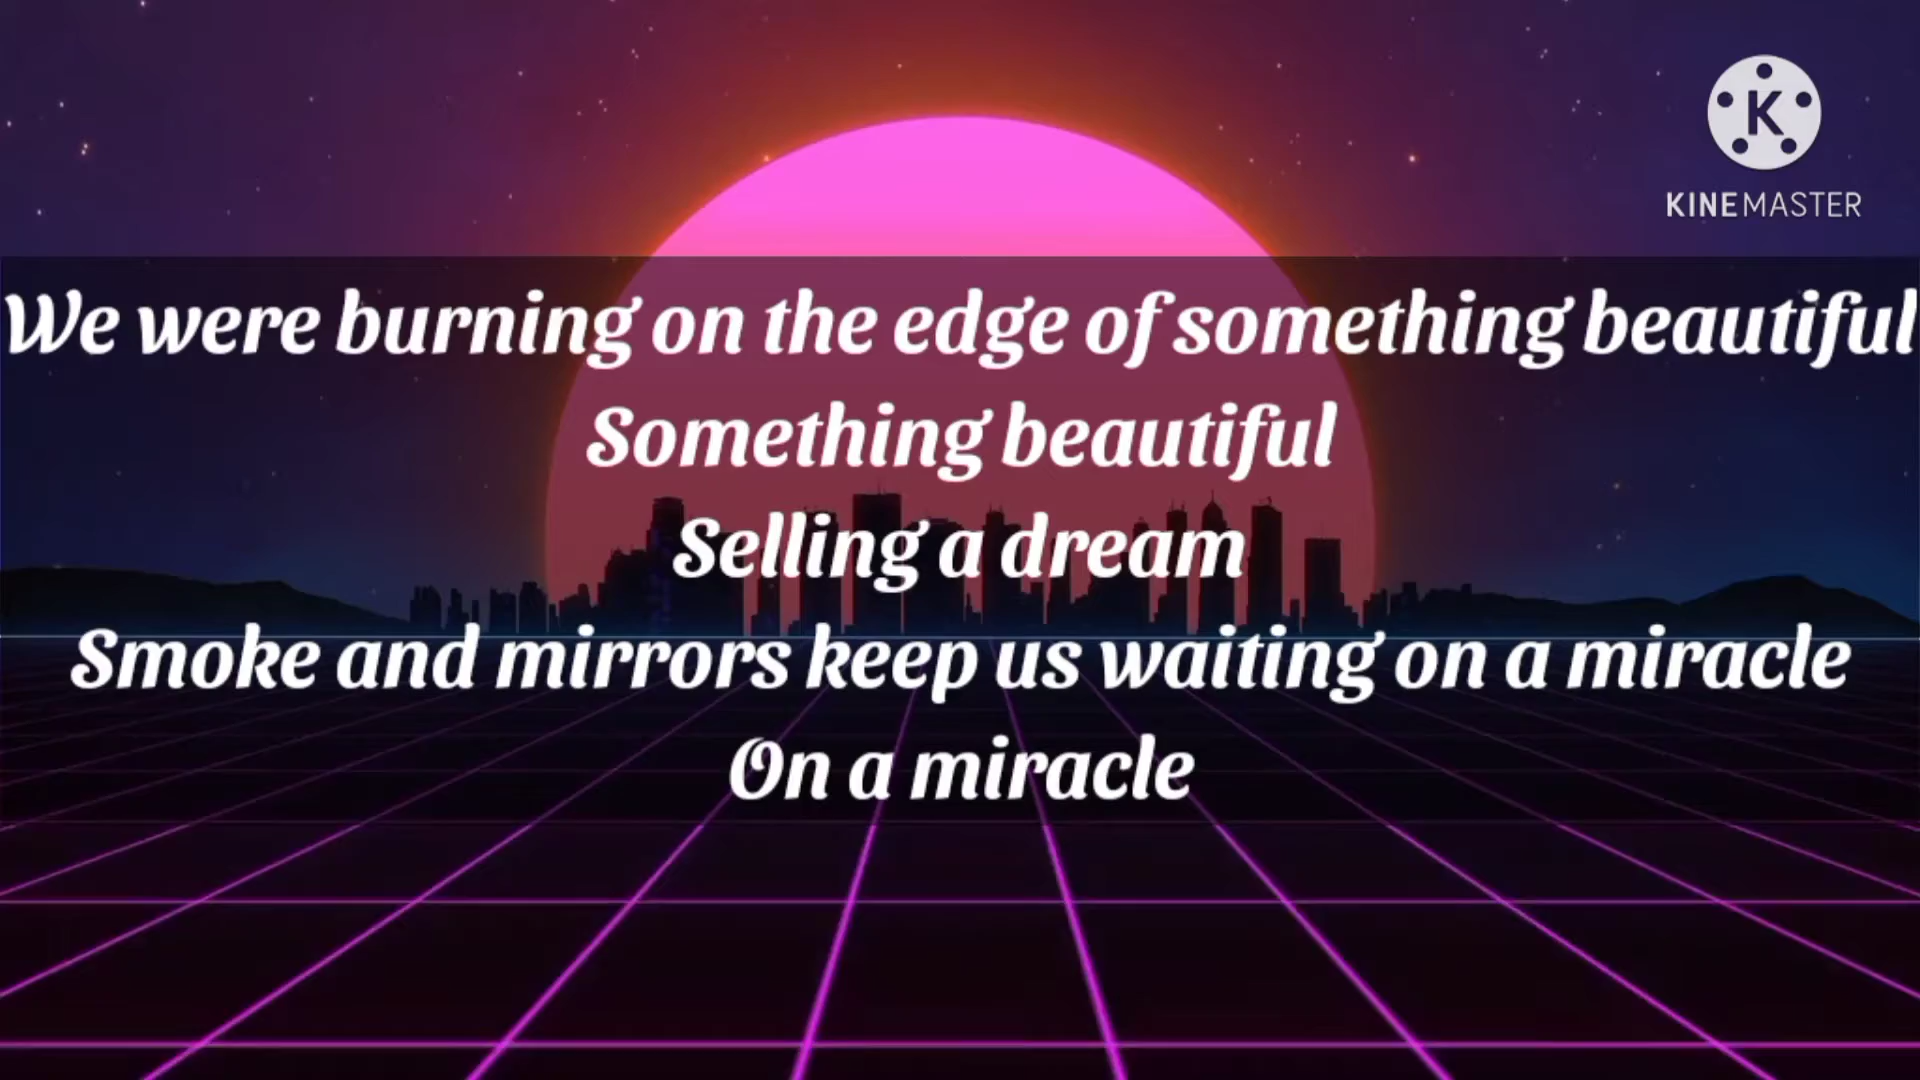 K
KINEMASTER
We were burning on the edge of something beautiful
Something beautiful
Selling a dream
Smoke and mirrors keep us waiting on a miracle
On a miracle